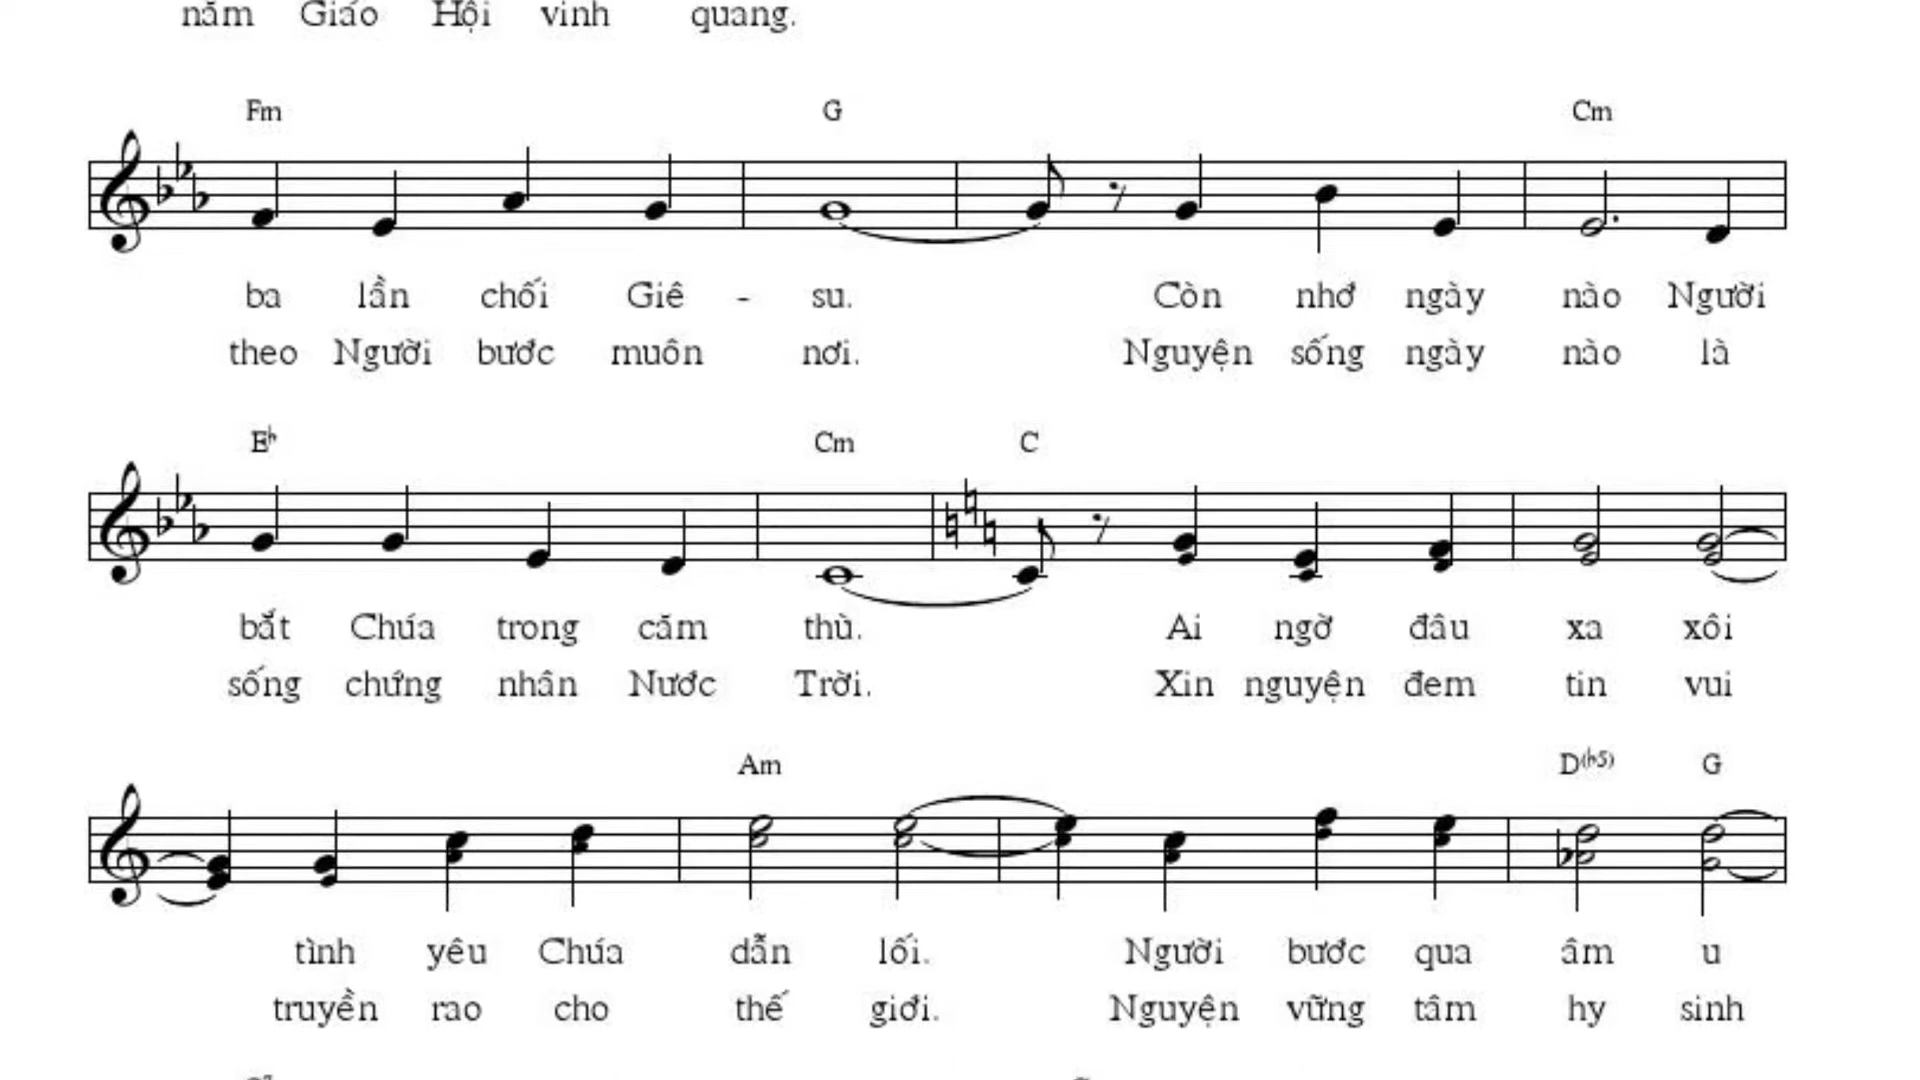 năm Giáo Hội vinh quang.
Fm G Cm
ba lần chối Giê - su. Còn nhớ ngày nào Người
theo Người bước muôn nơi. Nguyện sống ngày nào là
E♭ Cm C
bắt Chúa trong căm thù. Ai ngờ đâu xa xôi
sống chứng nhân Nước Trời. Xin nguyện đem tin vui
Am D(♭5) G
tình yêu Chúa dẫn lối. Người bước qua âm u
truyền rao cho thế giới. Nguyện vững tâm hy sinh